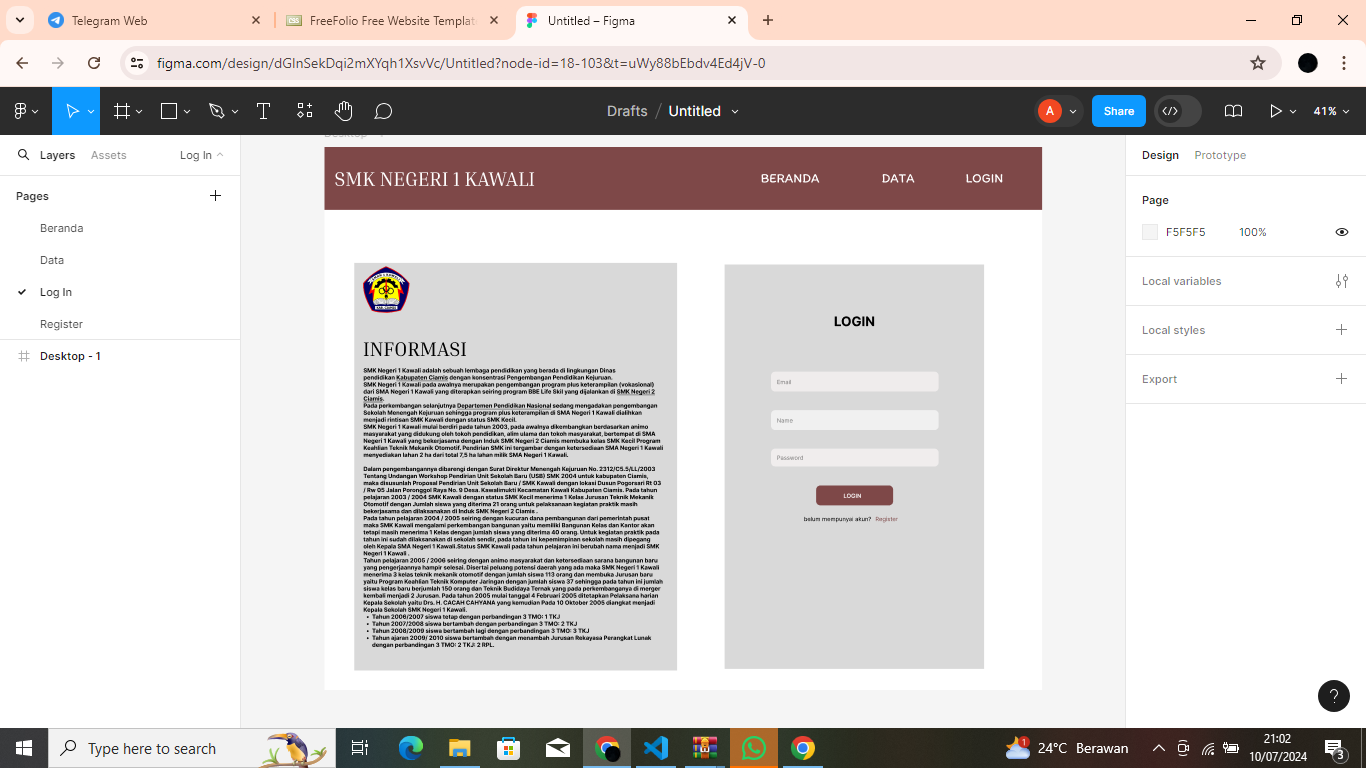 Telegram Web
FreeFolio Free Website Templat
Untitled – Figma
figma.com/design/dGlnSekDqi2mXYqh1XsvVc/Untitled?node-id=18-103&t=uWy88bEbdv4Ed4jV-0
Drafts / Untitled
A
Share
41%
Layers
Assets
Log In
Design
Prototype
Pages
Beranda
Data
Log In
Register
Desktop - 1
Page
F5F5F5
100%
Local variables
Local styles
Export
SMK NEGERI 1 KAWALI
BERANDA
DATA
LOGIN
INFORMASI
SMK Negeri 1 Kawali adalah sebuah lembaga pendidikan yang berada di lingkungan Dinas
pendidikan Kabupaten Ciamis dengan konsentrasi Pengembangan Pendidikan Kejuruan.
SMK Negeri 1 Kawali pada awalnya merupakan pengembangan program plus keterampilan (vokasional)
dari SMA Negeri 1 Kawali yang diterapkan seiring program BBE Life Skil yang dijalankan di SMK Negeri 2
Ciamis.
Pada perkembangan selanjutnya Departemen Pendidikan Nasional sedang mengadakan pengembangan
Sekolah Menengah Kejuruan sehingga program plus keterampilan di SMA Negeri 1 Kawali dialihkan
menjadi rintisan SMK Kawali dengan status SMK Kecil.
SMK Negeri 1 Kawali mulai berdiri pada tahun 2003, pada awalnya dikembangkan berdasarkan animo
masyarakat yang didukung oleh tokoh pendidikan, alim ulama dan tokoh masyarakat, bertempat di SMA
Negeri 1 Kawali yang bekerjasama dengan Induk SMK Negeri 2 Ciamis membuka kelas SMK Kecil Program
Keahlian Teknik Mekanik Otomotif. Pendirian SMK ini tergambar dengan ketersediaan SMA Negeri 1 Kawali
menyediakan lahan 2 ha dari total 7,5 ha lahan milik SMA Negeri 1 Kawali.
Dalam pengembangannya dibarengi dengan Surat Direktur Menengah Kejuruan No. 2312/C5.5/LL/2003
Tentang Undangan Workshop Pendirian Unit Sekolah Baru (USB) SMK 2004 untuk kabupaten Ciamis,
maka disusunlah Proposal Pendirian Unit Sekolah Baru / SMK Kawali dengan lokasi Dusun Pogorsari Rt 03
/ Rw 05 Jalan Poronggol Raya No. 9 Desa. Kawalimukti Kecamatan Kawali Kabupaten Ciamis. Pada tahun
pelajaran 2003 / 2004 SMK Kawali dengan status SMK Kecil menerima 1 Kelas Jurusan Teknik Mekanik
Otomotif dengan Jumlah siswa yang diterima 21 orang untuk pelaksanaan kegiatan praktik masih
bekerjasama dan dilaksanakan di Induk SMK Negeri 2 Ciamis .
Pada tahun pelajaran 2004 / 2005 seiring dengan kucuran dana pembangunan dari pemerintah pusat
maka SMK Kawali mengalami perkembangan bangunan yaitu memiliki Bangunan Kelas dan Kantor akan
tetapi masih menerima 1 Kelas dengan jumlah siswa yang diterima 40 orang. Untuk kegiatan praktik pada
tahun ini sudah dilaksanakan di sekolah sendir, pada tahun ini kepemimpinan sekolah masih dipegang
oleh Kepala SMA Negeri 1 Kawali.Status SMK Kawali pada tahun pelajaran ini berubah nama menjadi SMK
Negeri 1 Kawali .
Tahun pelajaran 2005 / 2006 seiring dengan animo masyarakat dan ketersediaan sarana bangunan baru
yang pengerjaannya hampir selesai. Disertai peluang potensi daerah yang ada maka SMK Negeri 1 Kawali
menerima 3 kelas teknik mekanik otomotif dengan jumlah siswa 113 orang dan membuka Jurusan baru
yaitu Program Keahlian Teknik Komputer Jaringan dengan jumlah siswa 37 sehingga pada tahun ini jumlah
siswa kelas baru berjumlah 150 orang dan Teknik Budidaya Ternak yang pada perkembanganya di merger
kembali menjadi 2 Jurusan. Pada tahun 2005 mulai tanggal 4 Februari 2005 ditetapkan Pelaksana harian
Kepala Sekolah yaitu Drs. H. CACAH CAHYANA yang kemudian Pada 10 Oktober 2005 diangkat menjadi
Kepala Sekolah SMK Negeri 1 Kawali.
• Tahun 2006/2007 siswa tetap dengan perbandingan 3 TMO: 1 TKJ
• Tahun 2007/2008 siswa bertambah dengan perbandingan 3 TMO: 2 TKJ
• Tahun 2008/2009 siswa bertambah lagi dengan perbandingan 3 TMO: 3 TKJ
• Tahun ajaran 2009/ 2010 siswa bertambah dengan menambah Jurusan Rekayasa Perangkat Lunak
dengan perbandingan 3 TMO: 2 TKJ: 2 RPL.
LOGIN
Email
Name
Password
LOGIN
belum mempunyai akun? Register
Type here to search
24°C Berawan
21:02
10/07/2024
3